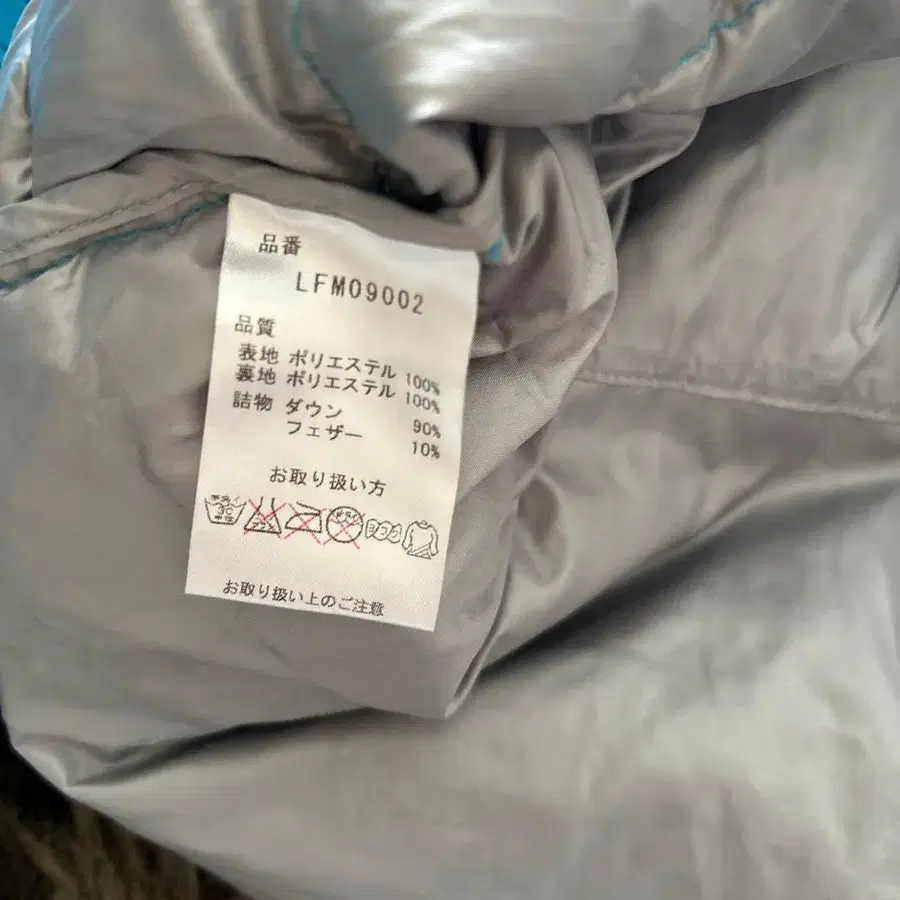 品番
LFM09002
品質
表地 ポリエステル 100%
裏地 ポリエステル 100%
詰物 ダウン 90%
フェザー 10%
お取り扱い方
30
お取り扱い上のご注意